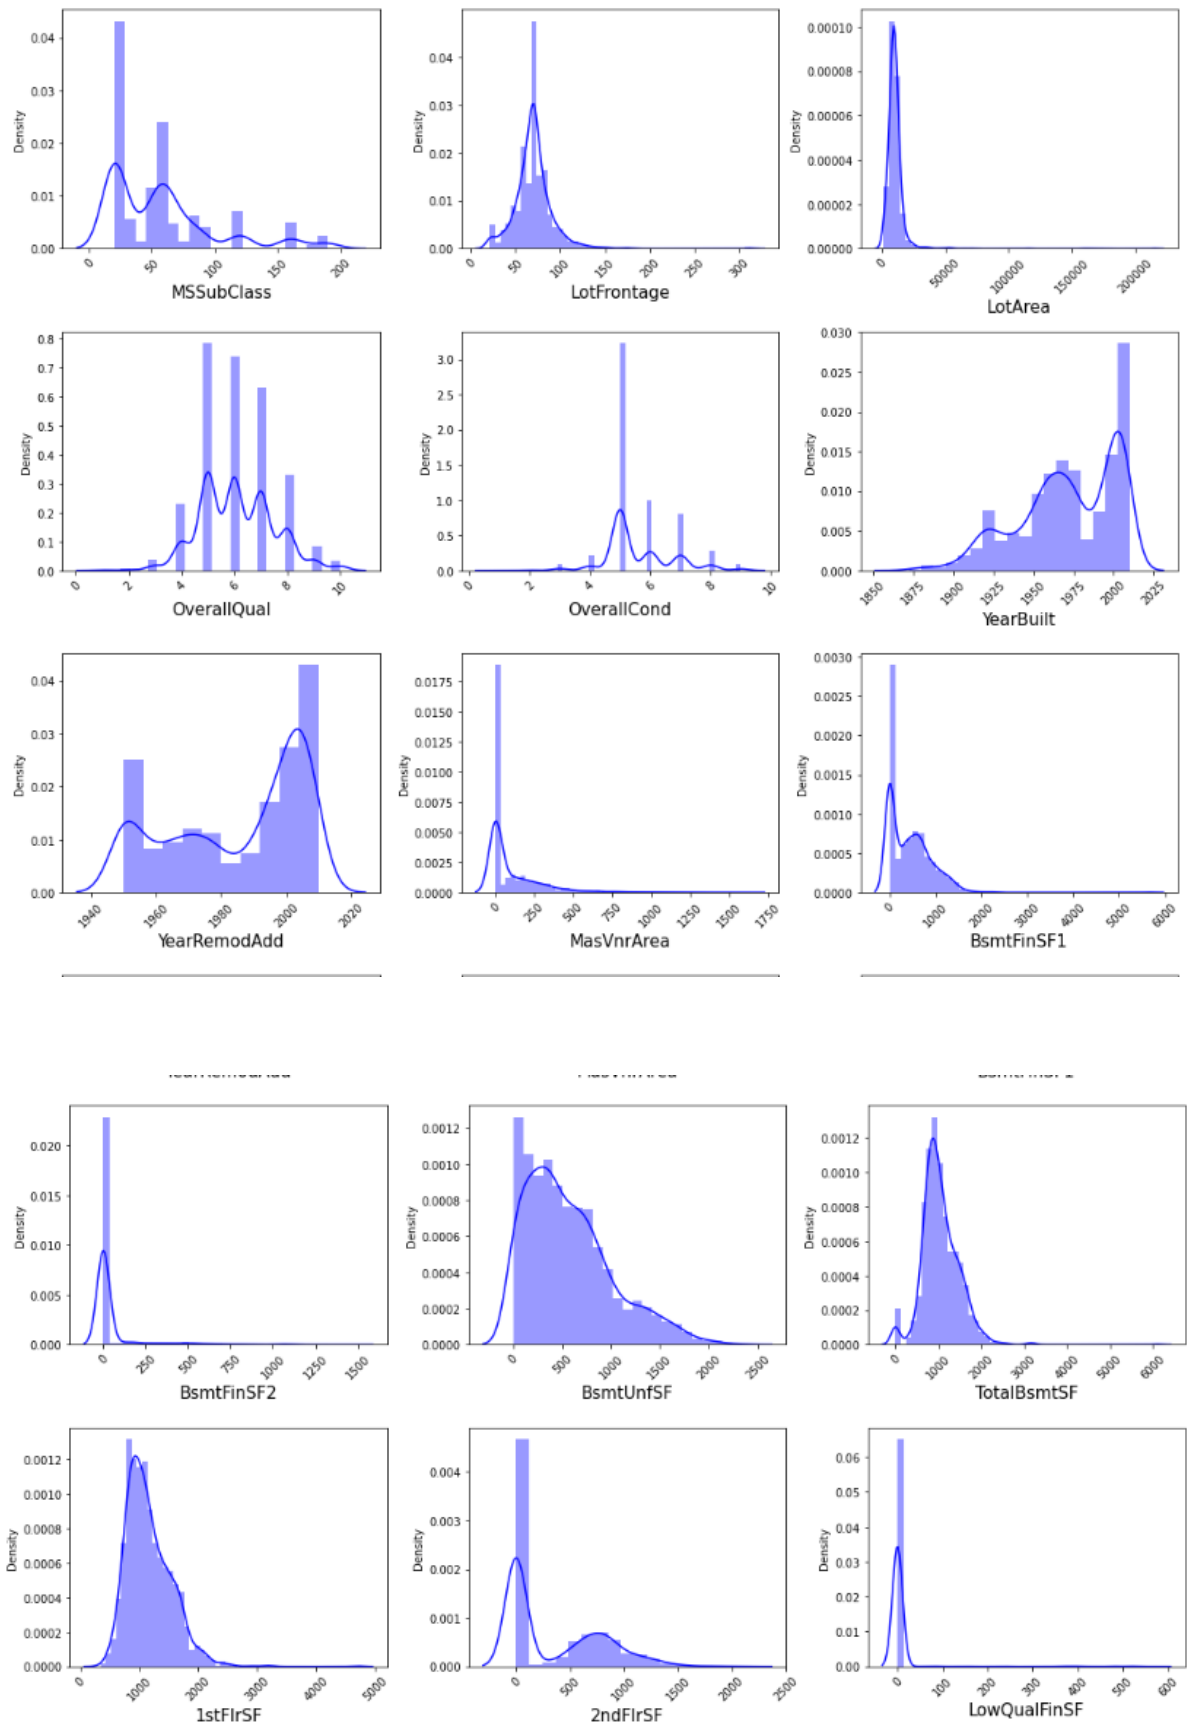 Density
0.04
0.03
0.02
0.01
0.00
0 50 100 150 200
MSSubClass
Density
0.04
0.03
0.02
0.01
0.00
0 50 100 150 200 250 300
LotFrontage
Density
0.00010
0.00008
0.00006
0.00004
0.00002
0.00000
0 50000 100000 150000 200000
LotArea
Density
0.8
0.7
0.6
0.5
0.4
0.3
0.2
0.1
0.0
0 2 4 6 8 10
OverallQual
Density
3.0
2.5
2.0
1.5
1.0
0.5
0.0
2 4 6 8 10
OverallCond
Density
0.030
0.025
0.020
0.015
0.010
0.005
0.000
1850 1875 1900 1925 1950 1975 2000 2025
YearBuilt
Density
0.04
0.03
0.02
0.01
0.00
1940 1960 1980 2000 2020
YearRemodAdd
Density
0.0175
0.0150
0.0125
0.0100
0.0075
0.0050
0.0025
0.0000
0 250 500 750 1000 1250 1500 1750
MasVnrArea
Density
0.0030
0.0025
0.0020
0.0015
0.0010
0.0005
0.0000
0 1000 2000 3000 4000 5000 6000
BsmtFinSF1
Density
0.020
0.015
0.010
0.005
0.000
0 250 500 750 1000 1250 1500
BsmtFinSF2
Density
0.0012
0.0010
0.0008
0.0006
0.0004
0.0002
0.0000
0 500 1000 1500 2000 2500
BsmtUnfSF
Density
0.0012
0.0010
0.0008
0.0006
0.0004
0.0002
0.0000
0 1000 2000 3000 4000 5000 6000
TotalBsmtSF
Density
0.0012
0.0010
0.0008
0.0006
0.0004
0.0002
0.0000
0 1000 2000 3000 4000 5000
1stFlrSF
Density
0.004
0.003
0.002
0.001
0.000
0 500 1000 1500 2000 2500
2ndFlrSF
Density
0.06
0.05
0.04
0.03
0.02
0.01
0.00
0 100 200 300 400 500 600
LowQualFinSF